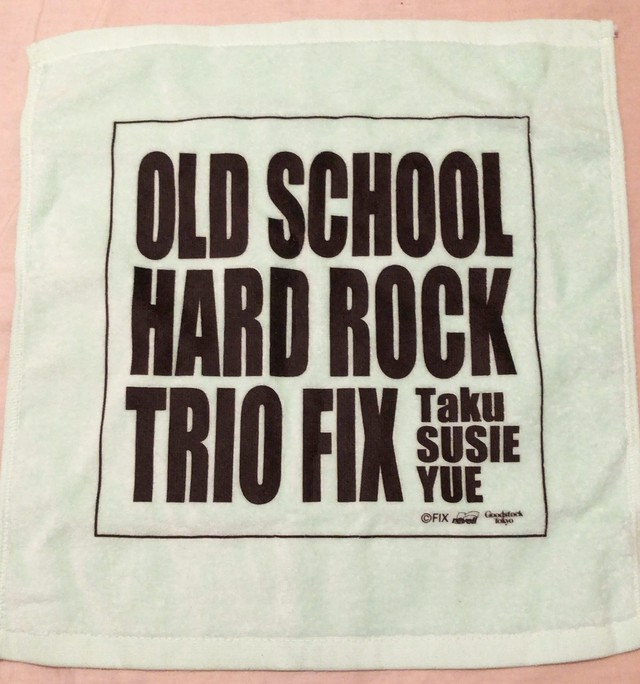 OLD SCHOOL
HARD ROCK
TRIO FIX
Taku
SUSIE
YUE
©FIX
Goodstock
Tokyo